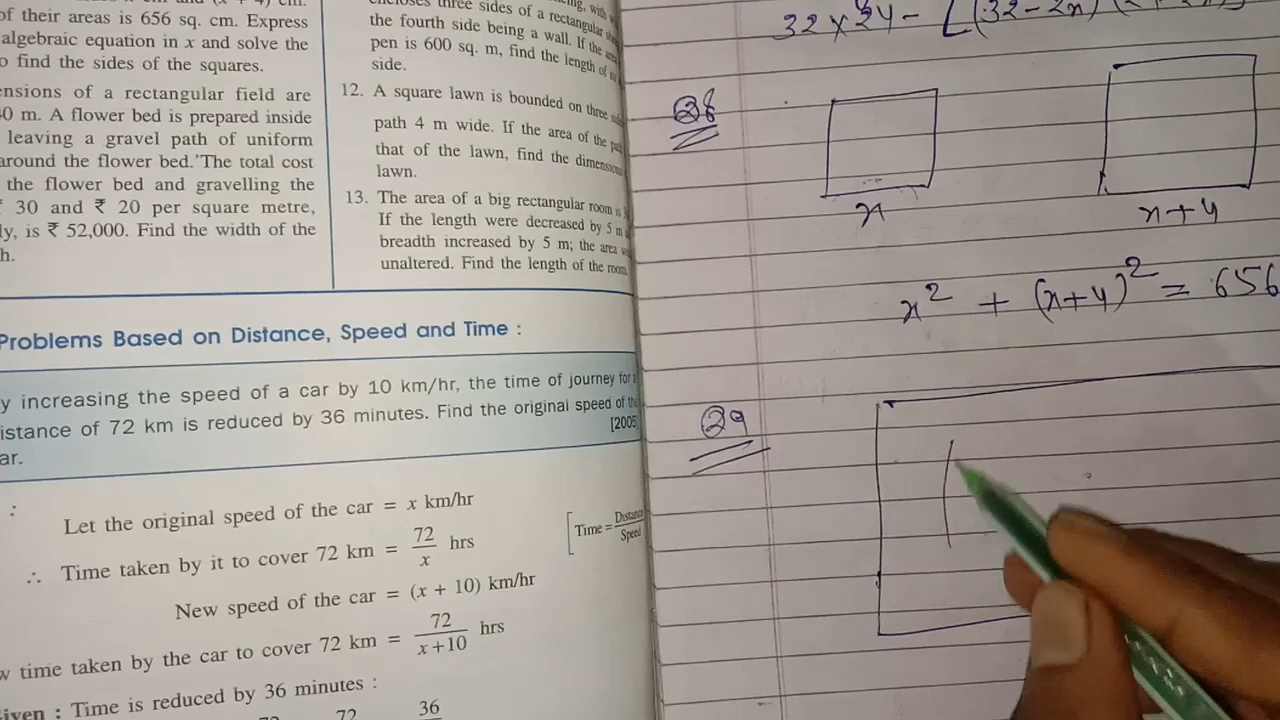 of their areas is 656 sq. cm. Express
algebraic equation in x and solve the
o find the sides of the squares.
ensions of a rectangular field are
0 m. A flower bed is prepared inside
leaving a gravel path of uniform
around the flower bed. The total cost
the flower bed and gravelling the
₹ 30 and ₹ 20 per square metre,
ly, is ₹ 52,000. Find the width of the
h.
encloses three sides of a rectangular
the fourth side being a wall. If the
pen is 600 sq. m, find the length of
side.
12. A square lawn is bounded on three
path 4 m wide. If the area of the
that of the lawn, find the dimensions
lawn.
13. The area of a big rectangular room is
If the length were decreased by 5 m
breadth increased by 5 m; the area
unaltered. Find the length of the room.
Problems Based on Distance, Speed and Time :
y increasing the speed of a car by 10 km/hr, the time of journey for
istance of 72 km is reduced by 36 minutes. Find the original speed of the
ar. [2005
: Let the original speed of the car = x km/hr
∴ Time taken by it to cover 72 km = 72/x hrs [Time = Distance/Speed
New speed of the car = (x + 10) km/hr
w time taken by the car to cover 72 km = 72/x+10 hrs
iven : Time is reduced by 36 minutes :
72 36
32 × 24 - [(32 - 2x)
Q8
x
x + 4
x² + (x+4)² = 656
Q9